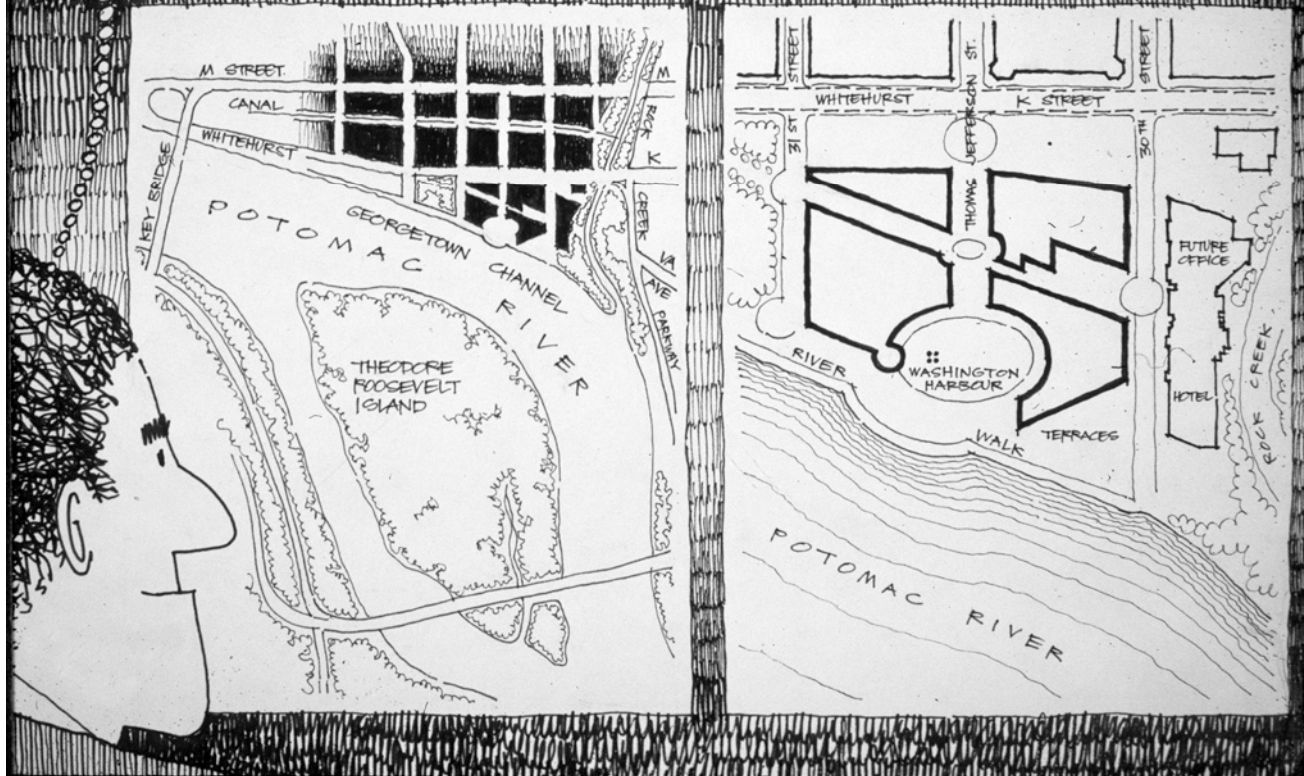 M STREET.
M
CANAL
ROCK
WHITEHURST
K
KEY BRIDGE
CREEK
POTOMAC
RIVER
GEORGETOWN CHANNEL
VA
AVE
PARKWAY
THEODORE
ROOSEVELT
ISLAND
STREET
31 ST
THOMAS JEFFERSON ST.
STREET
30 TH
WHITEHURST
K STREET
FUTURE
OFFICE
HOTEL
ROCK CREEK
WASHINGTON
HARBOUR
RIVER
WALK
TERRACES
POTOMAC RIVER